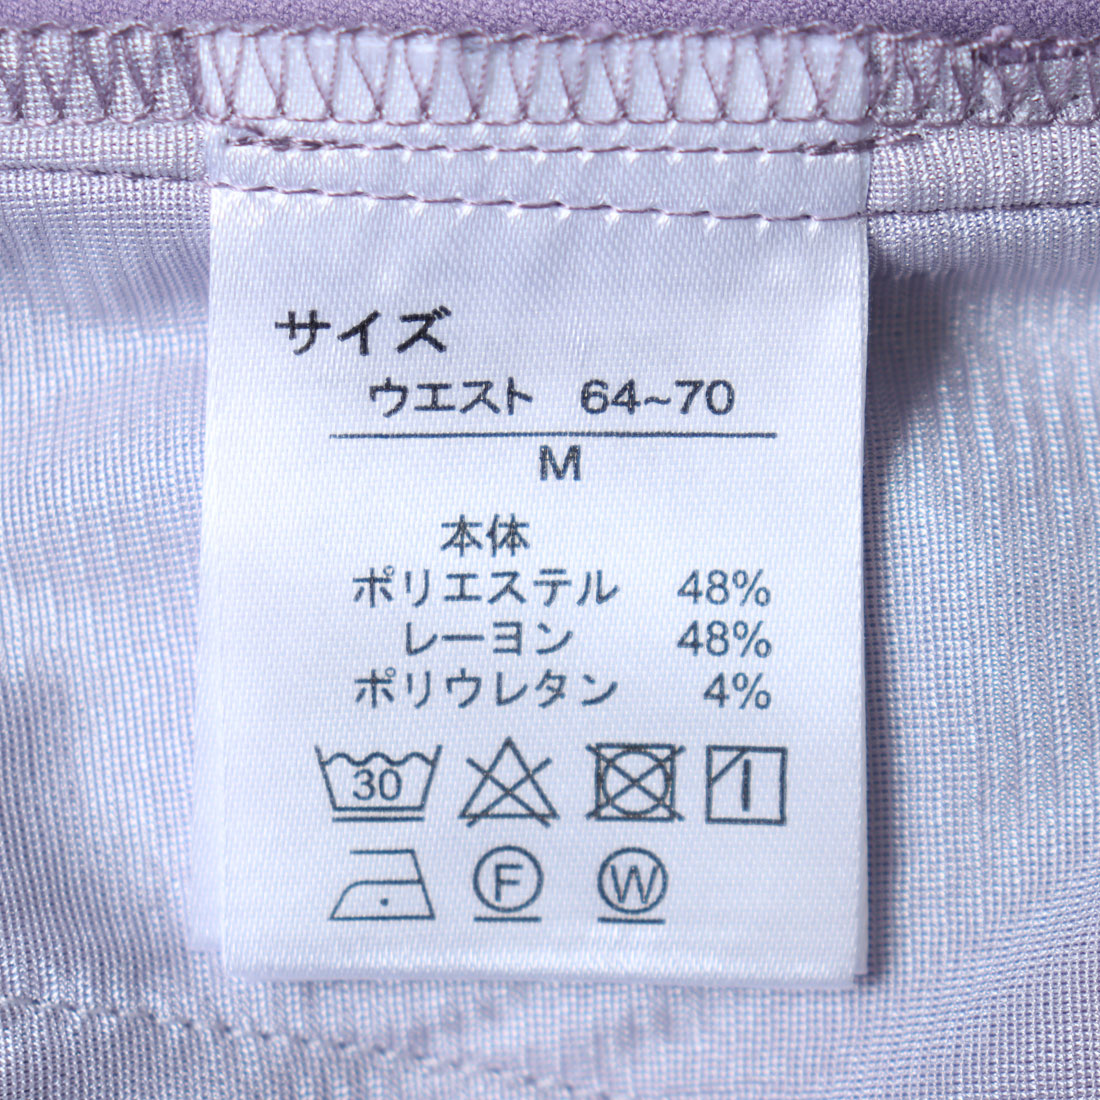 サイズ
ウエスト 64~70
M
本体
ポリエステル 48%
レーヨン 48%
ポリウレタン 4%
30
F W